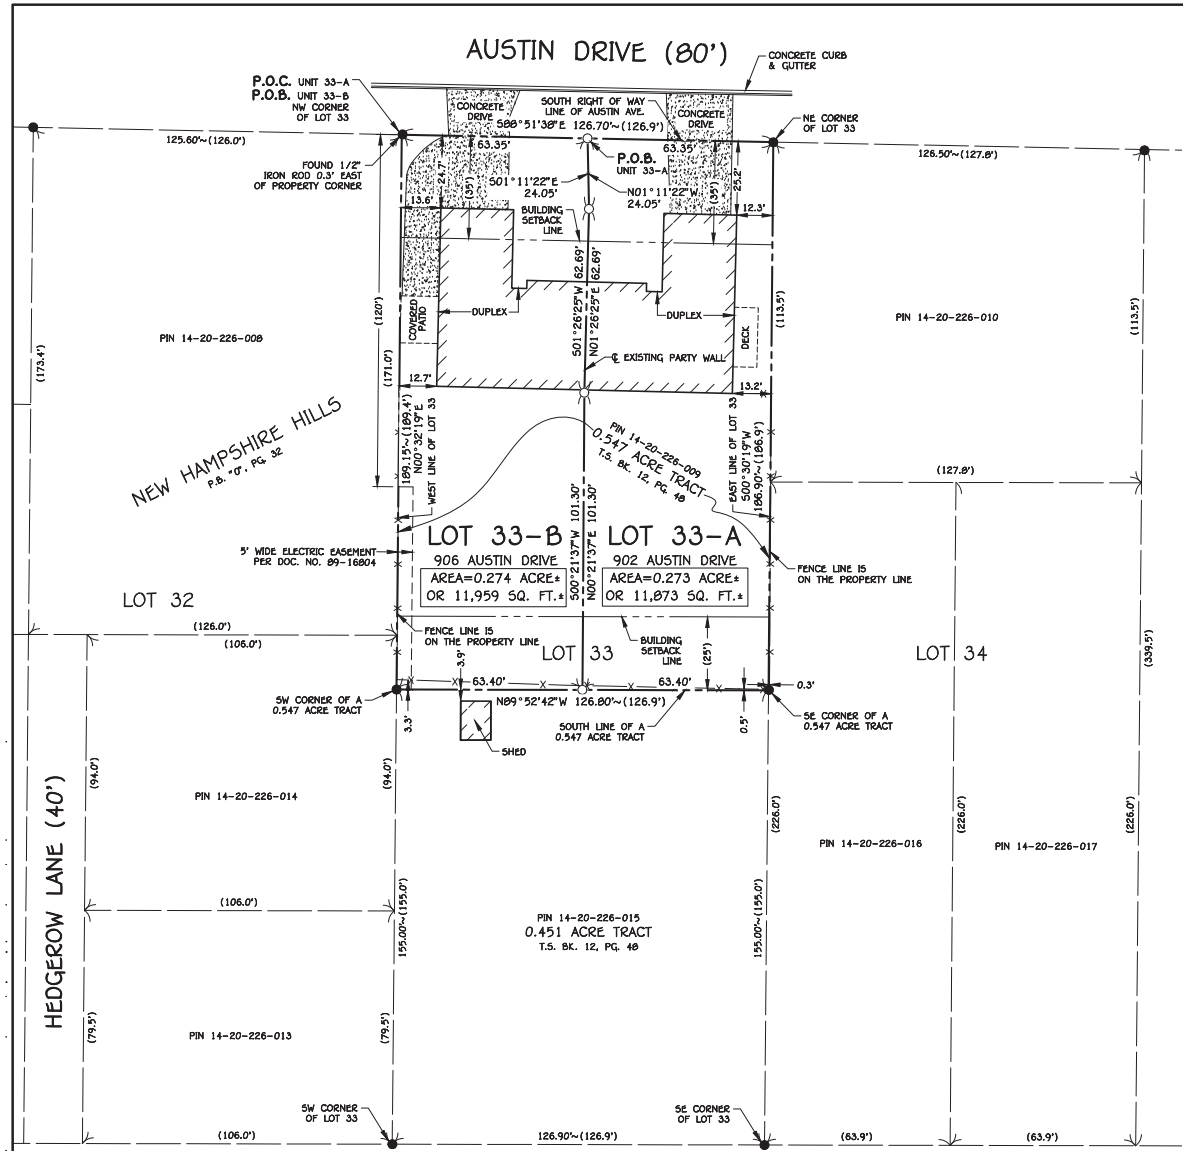 AUSTIN DRIVE (80')
CONCRETE CURB
& GUTTER
P.O.C. UNIT 33-A
P.O.B. UNIT 33-B
NW CORNER
OF LOT 33
CONCRETE
DRIVE
SOUTH RIGHT OF WAY
LINE OF AUSTIN AVE.
CONCRETE
DRIVE
NE CORNER
OF LOT 33
S88°51'38"E 126.70'~(126.9')
125.60'~(126.0')
63.35'
63.35'
126.50'~(127.8')
FOUND 1/2"
IRON ROD 0.3' EAST
OF PROPERTY CORNER
P.O.B.
UNIT 33-A
24.7'
(35')
S01°11'22"E
24.05'
N01°11'22"W
24.05'
(35')
25.2'
13.6'
12.3'
BUILDING
SETBACK
LINE
S01°26'25"W 62.69'
N01°26'25"E 62.69'
(120')
(171.0')
COVERED
PATIO
DUPLEX
DUPLEX
DECK
(113.5')
(113.5')
PIN 14-20-226-008
PIN 14-20-226-010
(173.4')
℄ EXISTING PARTY WALL
12.7'
13.2'
NEW HAMPSHIRE HILLS
P.B. "O", PG. 32
189.15'~(189.4')
N00°32'19"E
WEST LINE OF LOT 33
PIN 14-20-226-009
0.547 ACRE TRACT
T.S. BK. 12, PG. 48
EAST LINE OF LOT 33
S00°30'19"W
186.90'~(186.9')
(127.8')
S00°21'37"W 101.30'
N00°21'37"E 101.30'
LOT 33-B
906 AUSTIN DRIVE
AREA=0.274 ACRE±
OR 11,959 SQ. FT.±
LOT 33-A
902 AUSTIN DRIVE
AREA=0.273 ACRE±
OR 11,873 SQ. FT.±
5' WIDE ELECTRIC EASEMENT
PER DOC. NO. 89-16804
FENCE LINE IS
ON THE PROPERTY LINE
LOT 32
(126.0')
(106.0')
FENCE LINE IS
ON THE PROPERTY LINE
LOT 33
BUILDING
SETBACK
LINE
(25')
LOT 34
(339.5')
3.9'
63.40'
63.40'
0.3'
SW CORNER OF A
0.547 ACRE TRACT
3.3'
N89°52'42"W 126.80'~(126.9')
SOUTH LINE OF A
0.547 ACRE TRACT
0.5'
SE CORNER OF A
0.547 ACRE TRACT
SHED
HEDGEROW LANE (40')
(94.0')
(94.0')
PIN 14-20-226-014
(226.0')
(226.0')
(226.0')
PIN 14-20-226-016
PIN 14-20-226-017
(106.0')
155.00'~(155.0')
155.00'~(155.0')
PIN 14-20-226-015
0.451 ACRE TRACT
T.S. BK. 12, PG. 48
(79.5')
(79.5')
PIN 14-20-226-013
SW CORNER
OF LOT 33
SE CORNER
OF LOT 33
(106.0')
126.90'~(126.9')
(63.9')
(63.9')